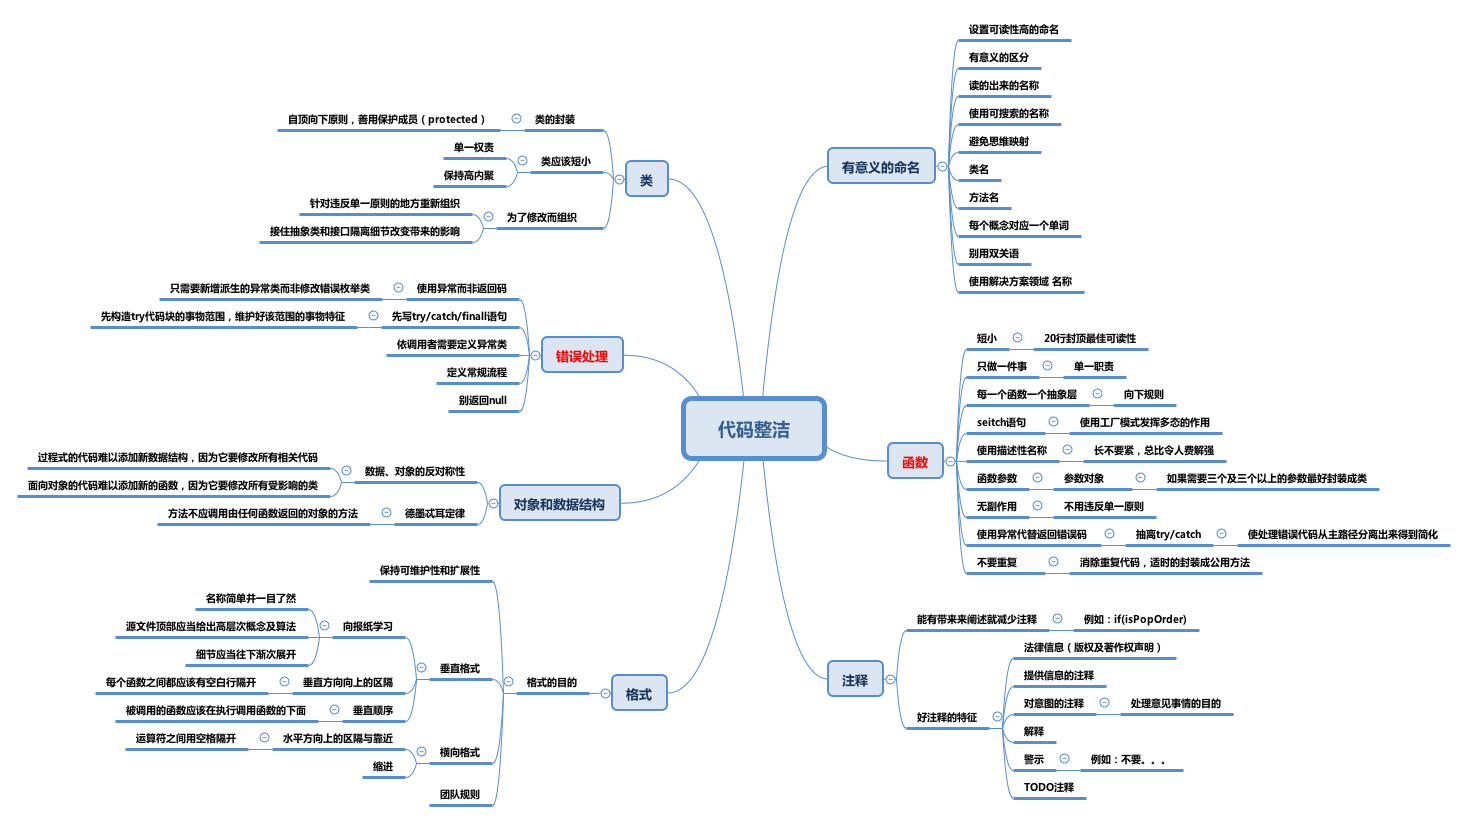 代码整洁
有意义的命名
设置可读性高的命名
有意义的区分
读的出来的名称
使用可搜索的名称
避免思维映射
类名
方法名
每个概念对应一个单词
别用双关语
使用解决方案领域 名称
函数
短小
20行封顶最佳可读性
只做一件事
单一职责
每一个函数一个抽象层
向下规则
seitch语句
使用工厂模式发挥多态的作用
使用描述性名称
长不要紧，总比令人费解强
函数参数
参数对象
如果需要三个及三个以上的参数最好封装成类
无副作用
不用违反单一原则
使用异常代替返回错误码
抽离try/catch
使处理错误代码从主路径分离出来得到简化
不要重复
消除重复代码，适时的封装成公用方法
注释
能有带来来阐述就减少注释
例如：if(isPopOrder)
好注释的特征
法律信息（版权及著作权声明）
提供信息的注释
对意图的注释
处理意见事情的目的
解释
警示
例如：不要。。。
TODO注释
类
类的封装
自顶向下原则，善用保护成员（protected）
类应该短小
单一权责
保持高内聚
为了修改而组织
针对违反单一原则的地方重新组织
接住抽象类和接口隔离细节改变带来的影响
错误处理
使用异常而非返回码
只需要新增派生的异常类而非修改错误枚举类
先写try/catch/finall语句
先构造try代码块的事物范围，维护好该范围的事物特征
依调用者需要定义异常类
定义常规流程
别返回null
对象和数据结构
数据、对象的反对称性
过程式的代码难以添加新数据结构，因为它要修改所有相关代码
面向对象的代码难以添加新的函数，因为它要修改所有受影响的类
德墨忒耳定律
方法不应调用由任何函数返回的对象的方法
格式
格式的目的
保持可维护性和扩展性
垂直格式
向报纸学习
名称简单并一目了然
源文件顶部应当给出高层次概念及算法
细节应当往下渐次展开
垂直方向向上的区隔
每个函数之间都应该有空白行隔开
垂直顺序
被调用的函数应该在执行调用函数的下面
横向格式
水平方向上的区隔与靠近
运算符之间用空格隔开
缩进
团队规则